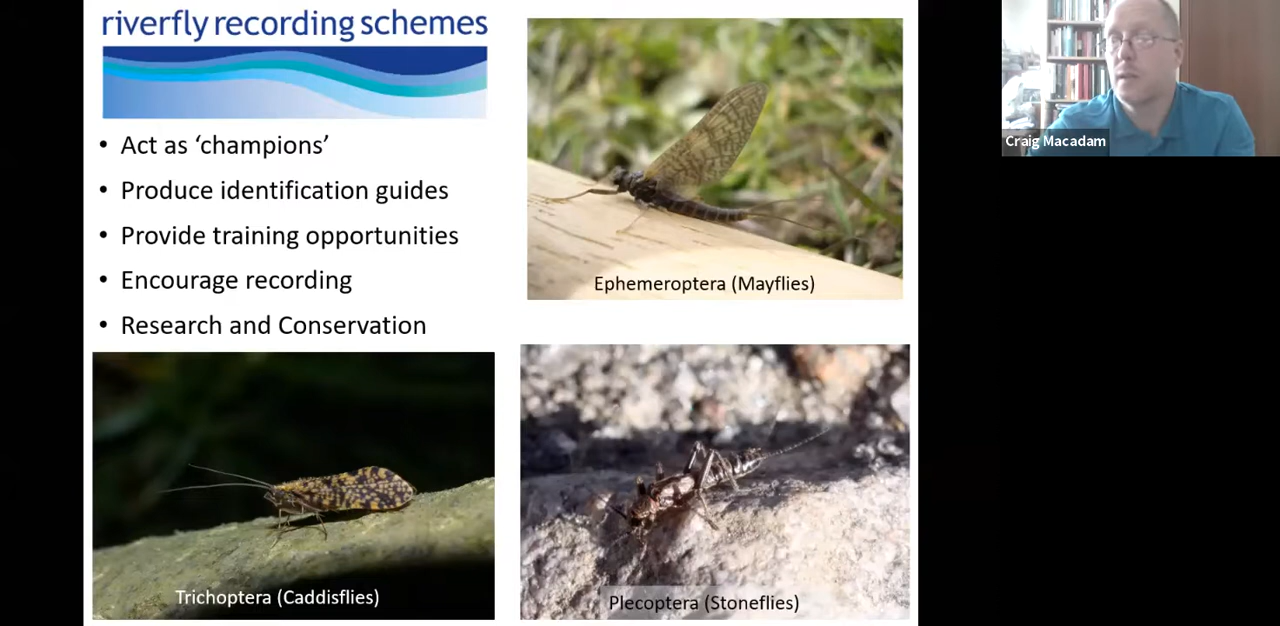 riverfly recording schemes
• Act as ‘champions’
• Produce identification guides
• Provide training opportunities
• Encourage recording
• Research and Conservation
Ephemeroptera (Mayflies)
Trichoptera (Caddisflies)
Plecoptera (Stoneflies)
Craig Macadam